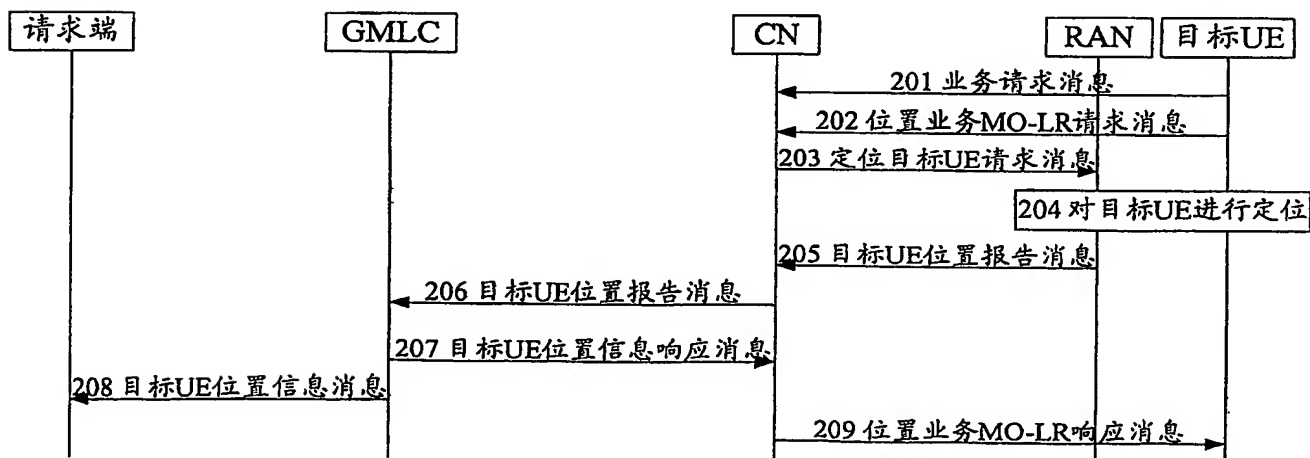 请求端
GMLC
CN
RAN
目标UE
201 业务请求消息
202 位置业务MO-LR请求消息
203 定位目标UE请求消息
204 对目标UE进行定位
205 目标UE位置报告消息
206 目标UE位置报告消息
207 目标UE位置信息响应消息
208 目标UE位置信息消息
209 位置业务MO-LR响应消息